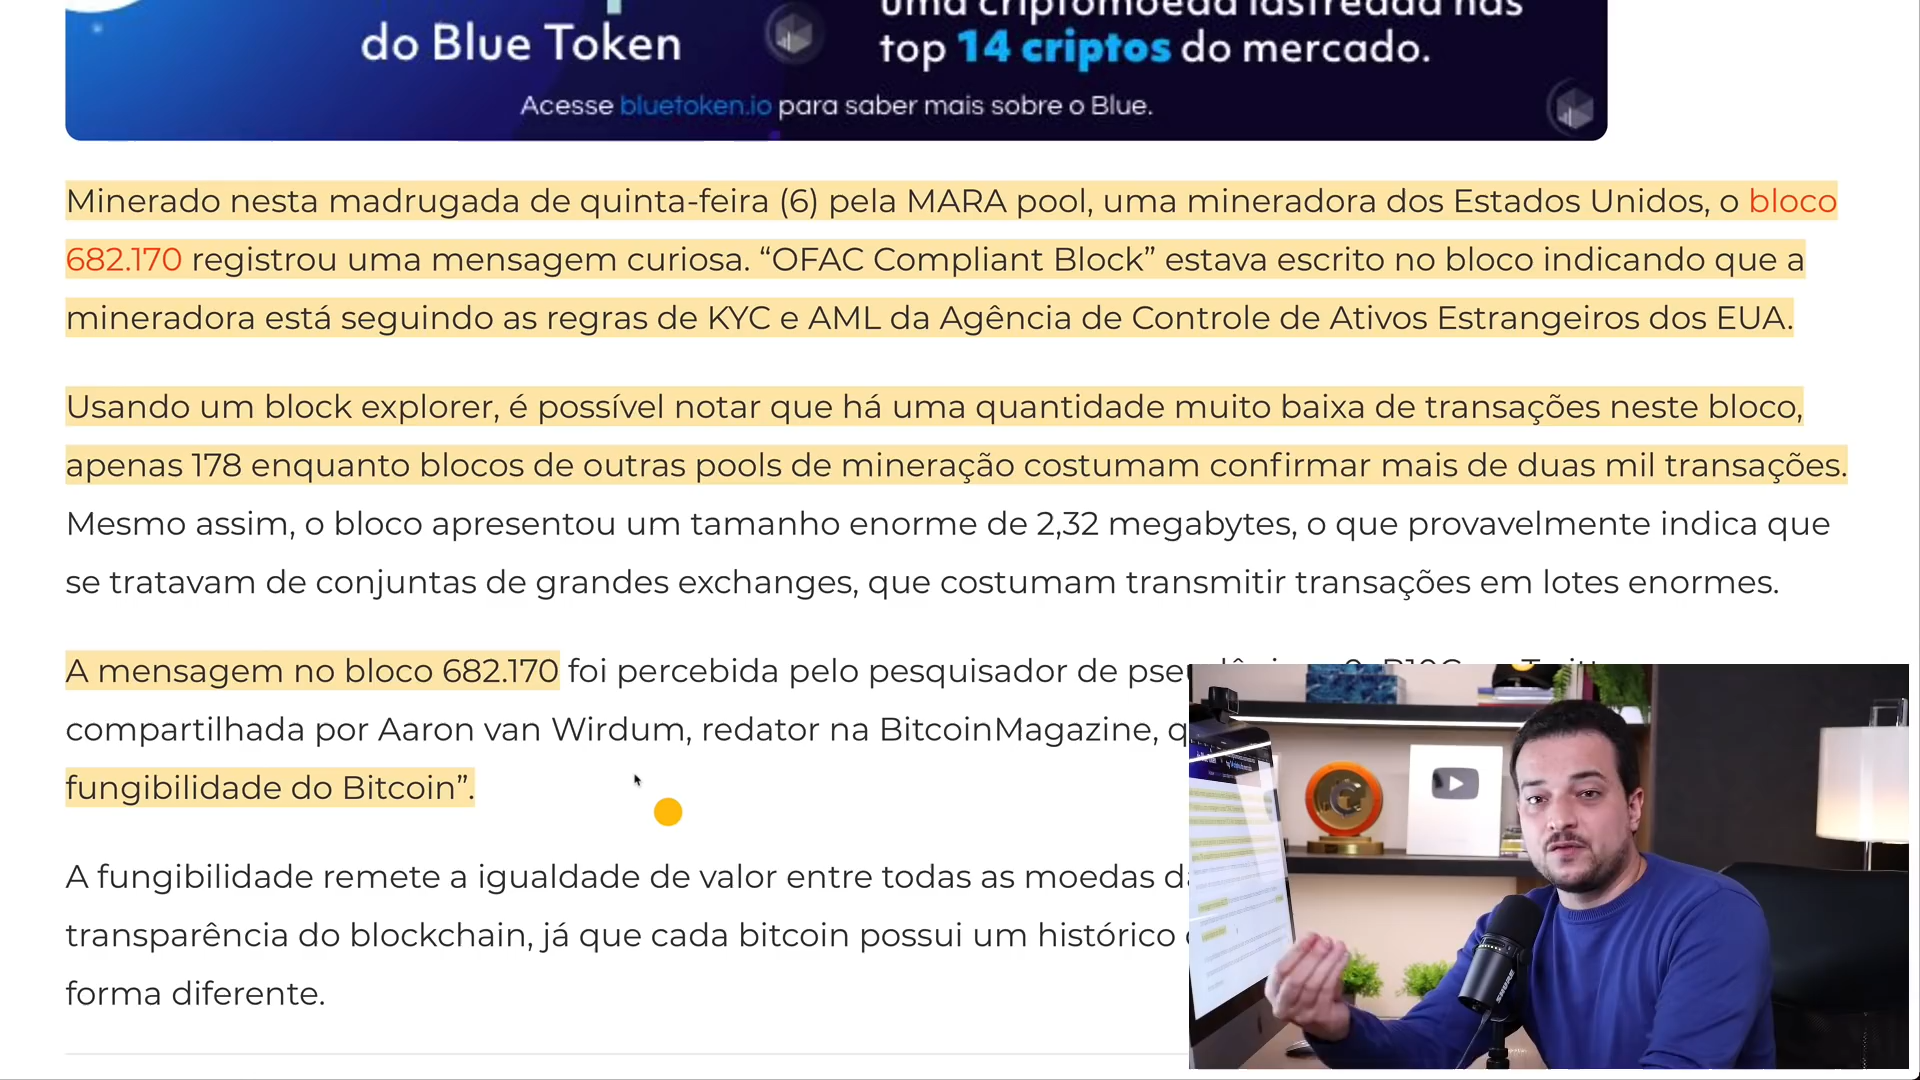 do Blue Token
uma criptomoeda lastreada nas
top 14 criptos do mercado.
Acesse bluetoken.io para saber mais sobre o Blue.
Minerado nesta madrugada de quinta-feira (6) pela MARA pool, uma mineradora dos Estados Unidos, o bloco
682.170 registrou uma mensagem curiosa. “OFAC Compliant Block” estava escrito no bloco indicando que a
mineradora está seguindo as regras de KYC e AML da Agência de Controle de Ativos Estrangeiros dos EUA.
Usando um block explorer, é possível notar que há uma quantidade muito baixa de transações neste bloco,
apenas 178 enquanto blocos de outras pools de mineração costumam confirmar mais de duas mil transações.
Mesmo assim, o bloco apresentou um tamanho enorme de 2,32 megabytes, o que provavelmente indica que
se tratavam de conjuntas de grandes exchanges, que costumam transmitir transações em lotes enormes.
A mensagem no bloco 682.170 foi percebida pelo pesquisador de
compartilhada por Aaron van Wirdum, redator na BitcoinMagazine,
fungibilidade do Bitcoin”.
A fungibilidade remete a igualdade de valor entre todas as moedas
transparência do blockchain, já que cada bitcoin possui um histórico
forma diferente.
SHURE